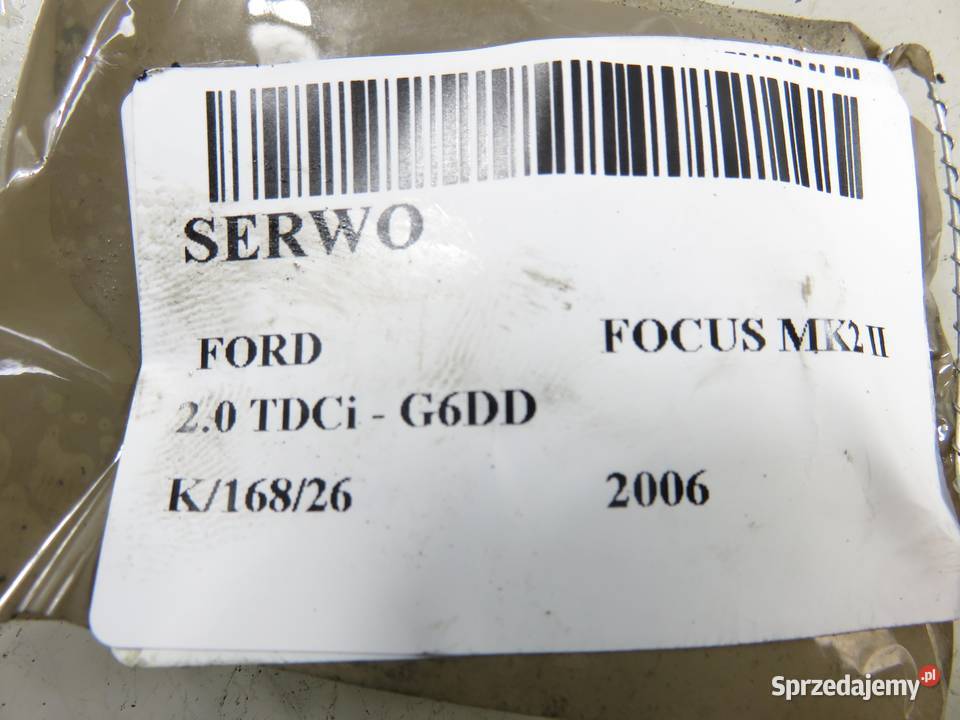 SERWO
FORD FOCUS MK2 II
2.0 TDCi - G6DD
K/168/26 2006
Sprzedajemy.pl